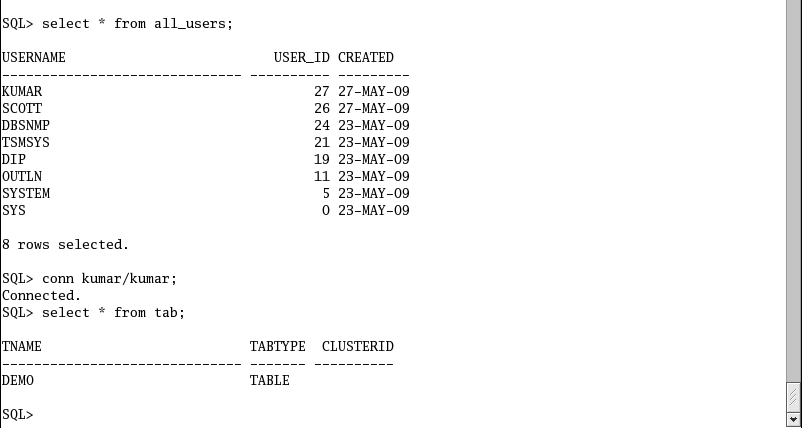 SQL> select * from all_users;
USERNAME                          USER_ID CREATED
------------------------------ ---------- ---------
KUMAR                                  27 27-MAY-09
SCOTT                                  26 27-MAY-09
DBSNMP                                 24 23-MAY-09
TSMSYS                                 21 23-MAY-09
DIP                                    19 23-MAY-09
OUTLN                                  11 23-MAY-09
SYSTEM                                  5 23-MAY-09
SYS                                     0 23-MAY-09
8 rows selected.
SQL> conn kumar/kumar;
Connected.
SQL> select * from tab;
TNAME                          TABTYPE  CLUSTERID
------------------------------ ------- ----------
DEMO                           TABLE
SQL>